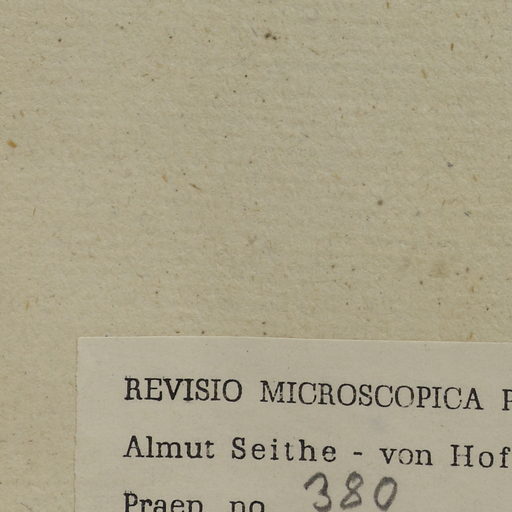 REVISIO MICROSCOPICA
Almut Seithe - von Hof
Praep. no. 380